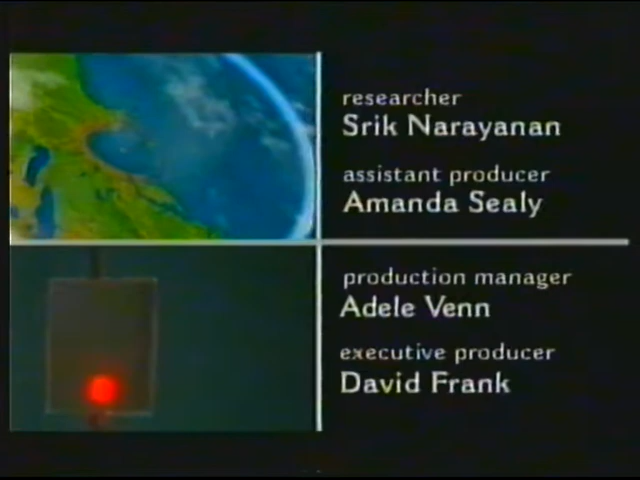 researcher
Srik Narayanan
assistant producer
Amanda Sealy
production manager
Adele Venn
executive producer
David Frank